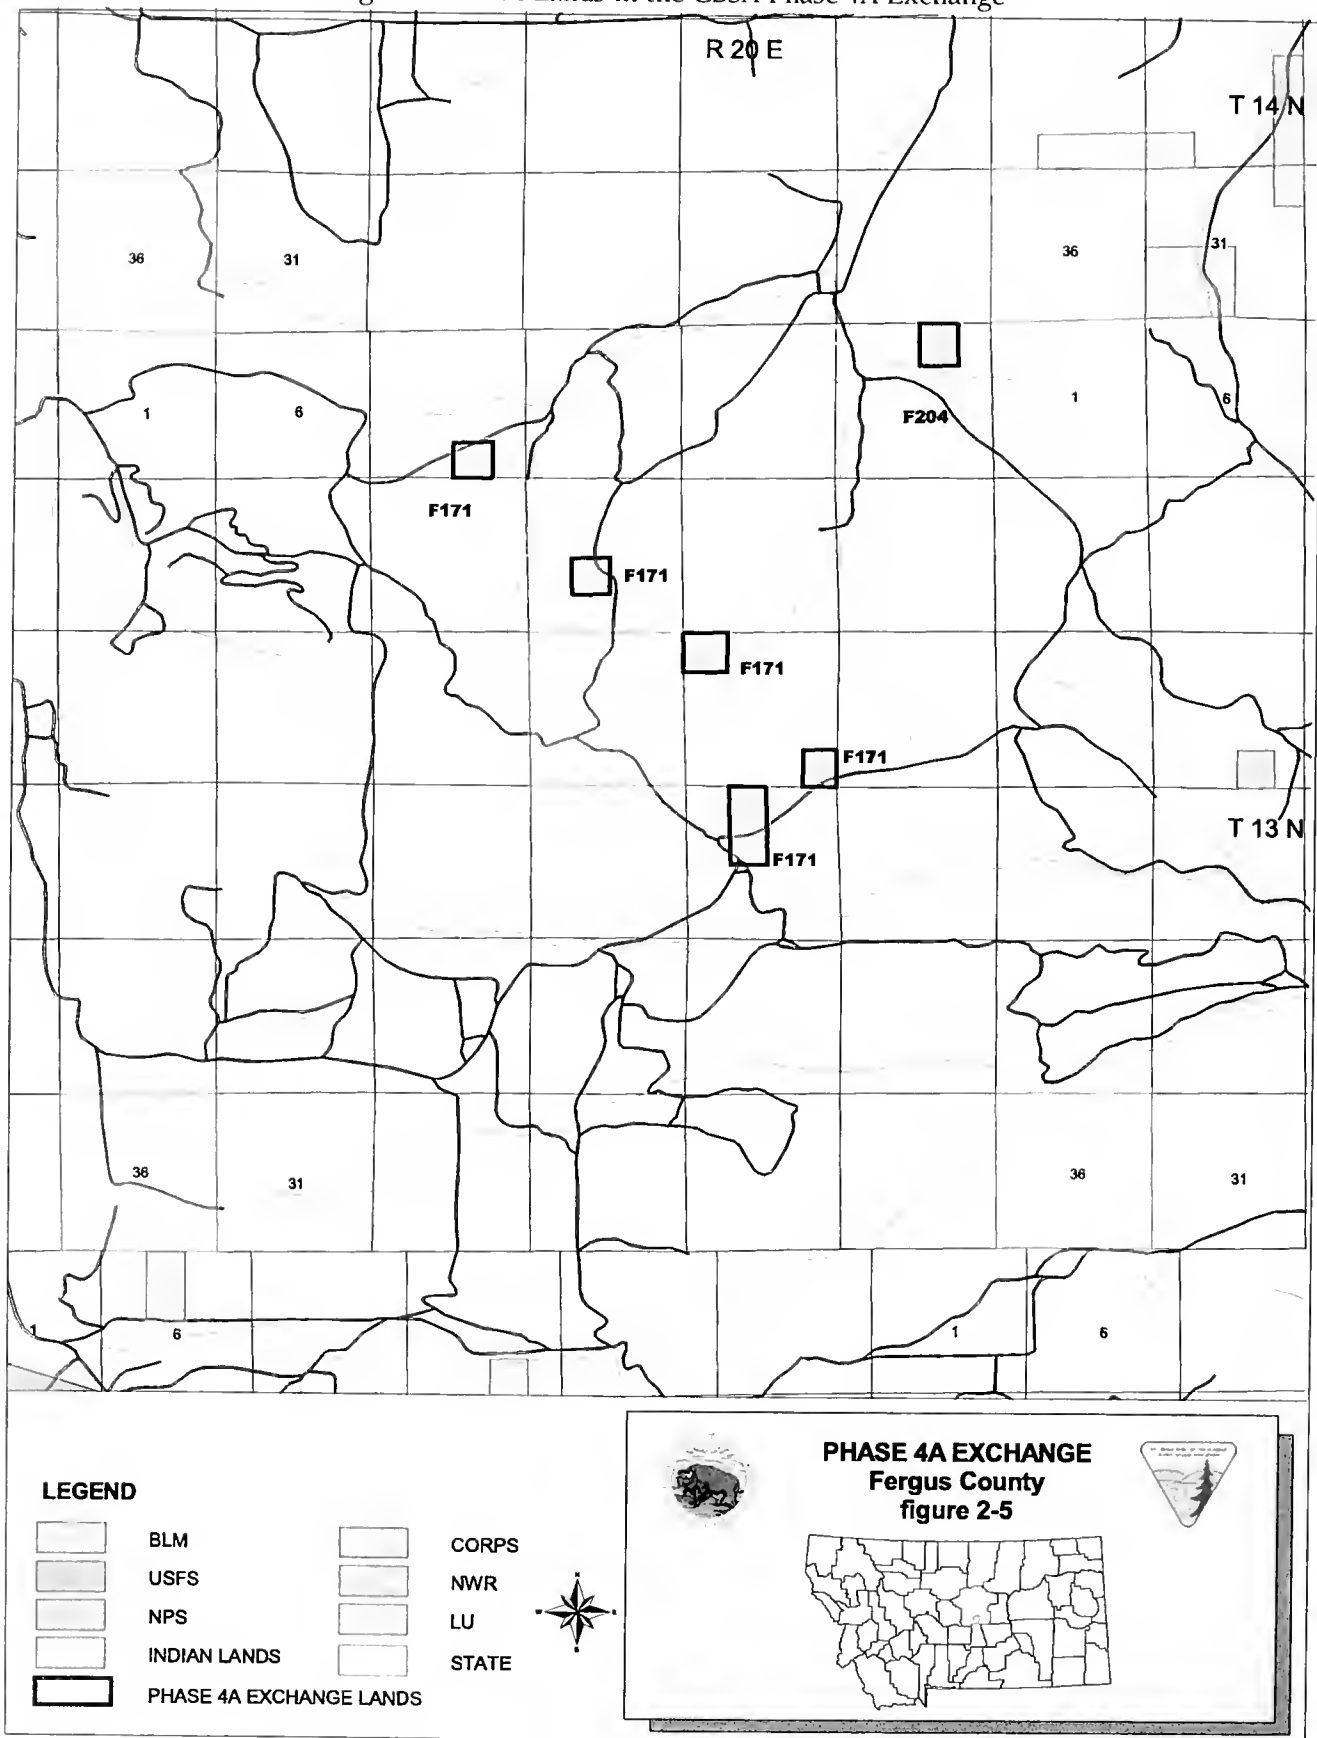 Lands in the
Phase 4A Exchange
R 20 E
T 14 N
36
31
36
31
1
6
1
6
F204
F171
F171
F171
F171
T 13 N
F171
36
31
36
31
1
6
1
6
LEGEND
BLM
USFS
NPS
INDIAN LANDS
PHASE 4A EXCHANGE LANDS
CORPS
NWR
LU
STATE
N
PHASE 4A EXCHANGE
Fergus County
figure 2-5